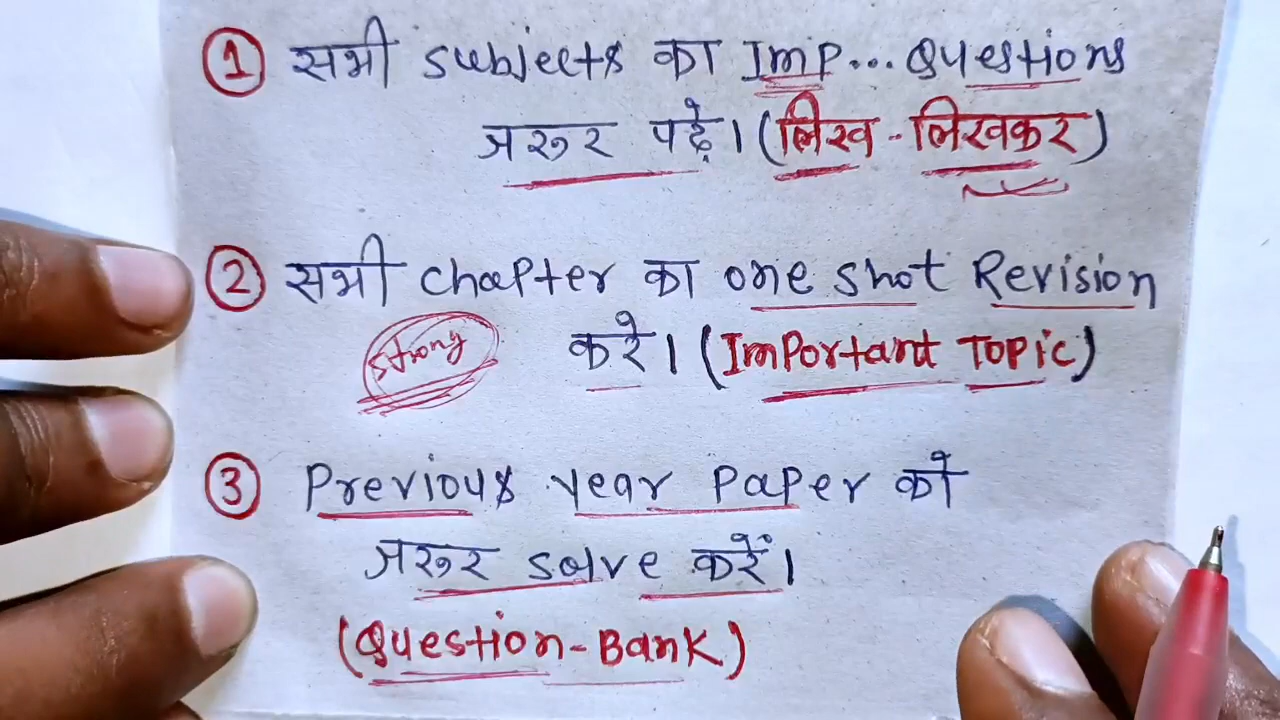 ① सभी subjects का Imp... Questions
जरूर पढ़े। (लिख - लिखकर)
② सभी chapter का one shot Revision
strong करे। (Important Topic)
③ Previous year Paper को
जरूर solve करें।
(Question-Bank)